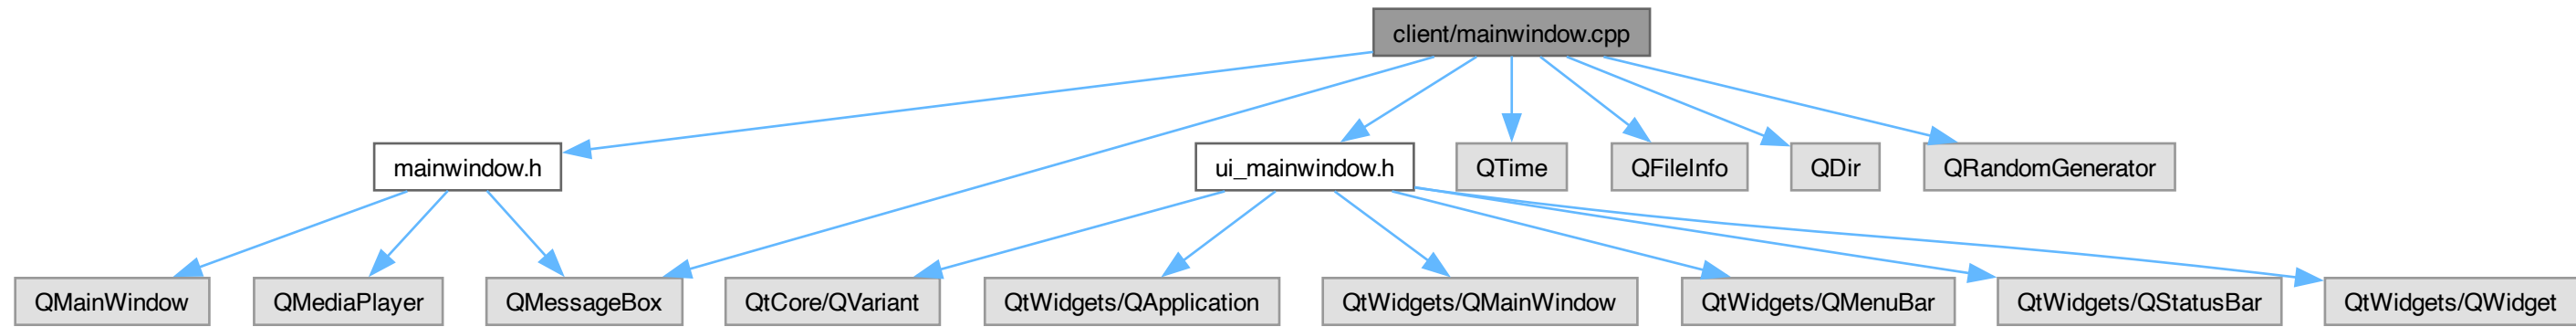 client/mainwindow.cpp
mainwindow.h
ui_mainwindow.h
QTime
QFileInfo
QDir
QRandomGenerator
QMainWindow
QMediaPlayer
QMessageBox
QtCore/QVariant
QtWidgets/QApplication
QtWidgets/QMainWindow
QtWidgets/QMenuBar
QtWidgets/QStatusBar
QtWidgets/QWidget